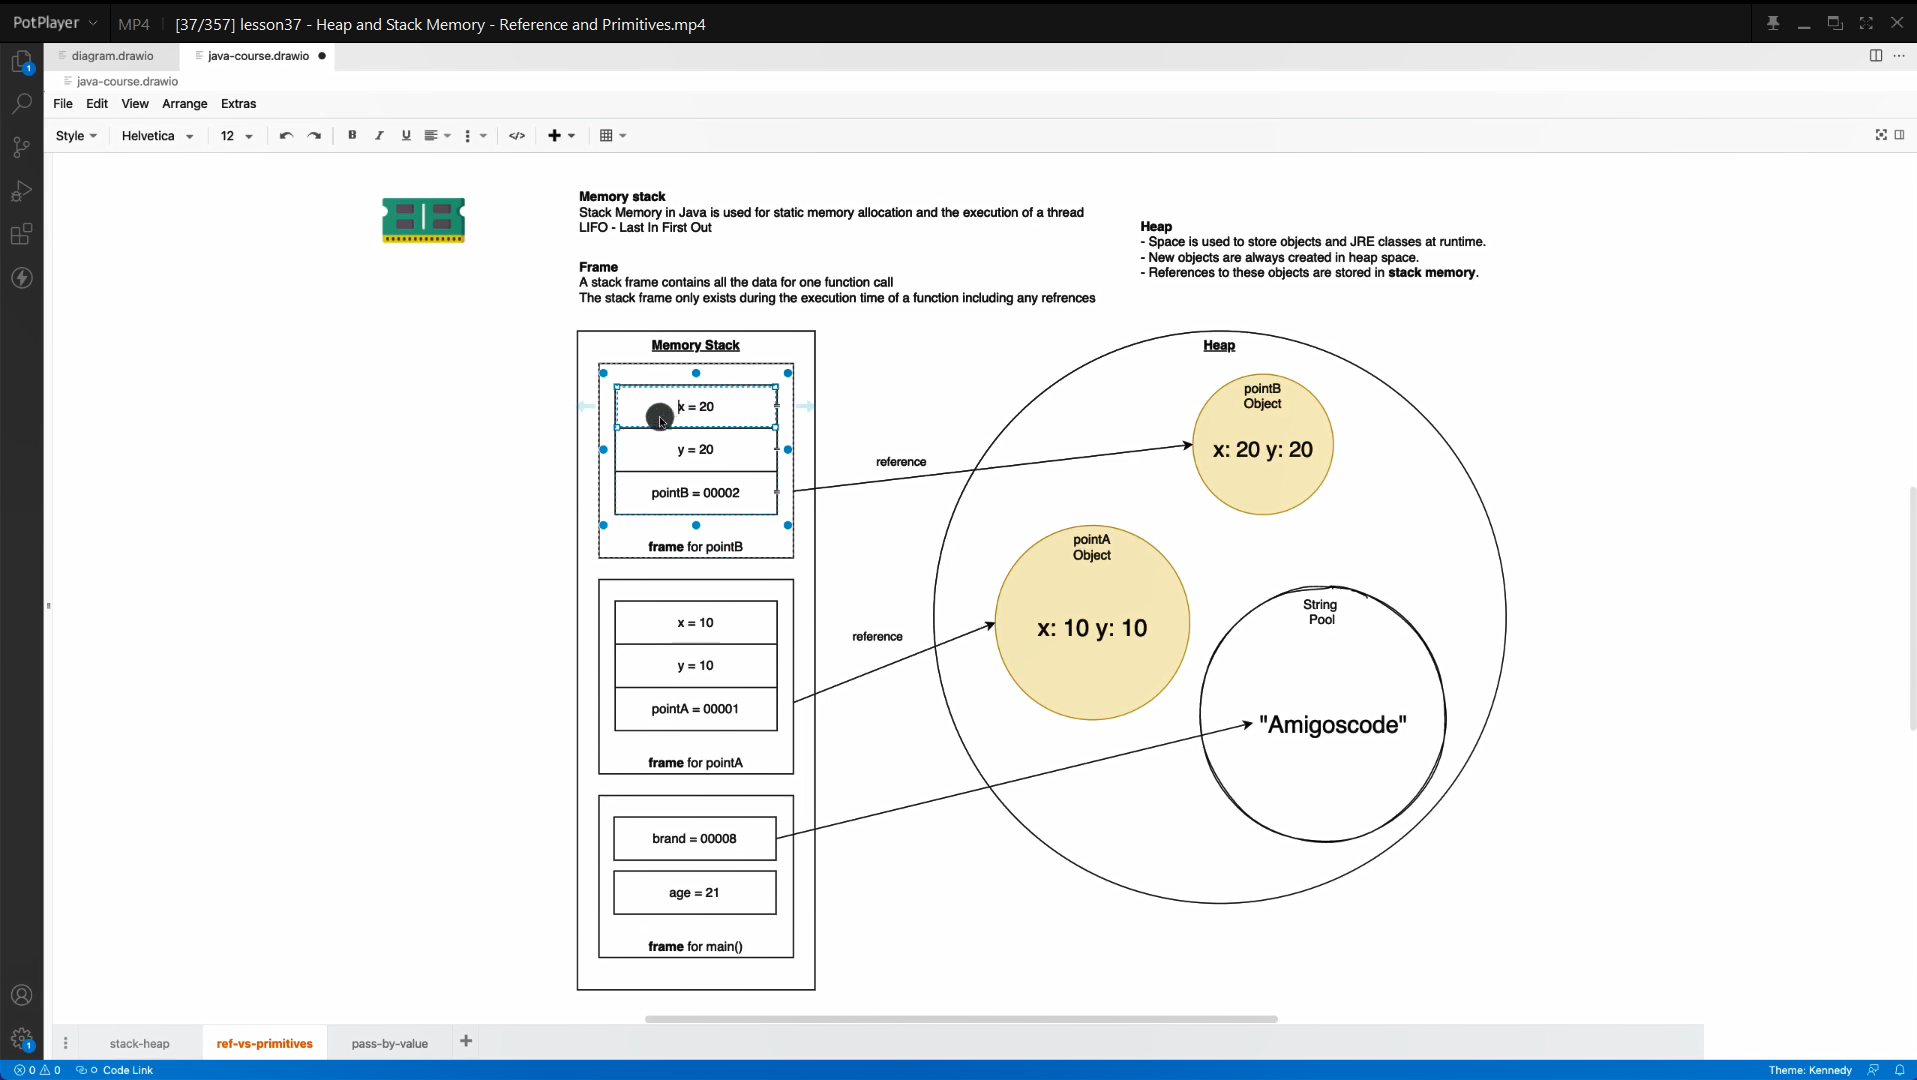 PotPlayer
MP4
[37/357] lesson37 - Heap and Stack Memory - Reference and Primitives.mp4
1
diagram.drawio
java-course.drawio
java-course.drawio
File Edit View Arrange Extras
Style
Helvetica
12
B I U
Memory stack
Stack Memory in Java is used for static memory allocation and the execution of a thread
LIFO - Last In First Out
Frame
A stack frame contains all the data for one function call
The stack frame only exists during the execution time of a function including any refrences
Heap
- Space is used to store objects and JRE classes at runtime.
- New objects are always created in heap space.
- References to these objects are stored in stack memory.
Memory Stack
x = 20
y = 20
pointB = 00002
frame for pointB
x = 10
y = 10
pointA = 00001
frame for pointA
brand = 00008
age = 21
frame for main()
reference
reference
Heap
pointB
Object
x: 20 y: 20
pointA
Object
x: 10 y: 10
String
Pool
"Amigoscode"
1
stack-heap
ref-vs-primitives
pass-by-value
0 0
Code Link
Theme: Kennedy